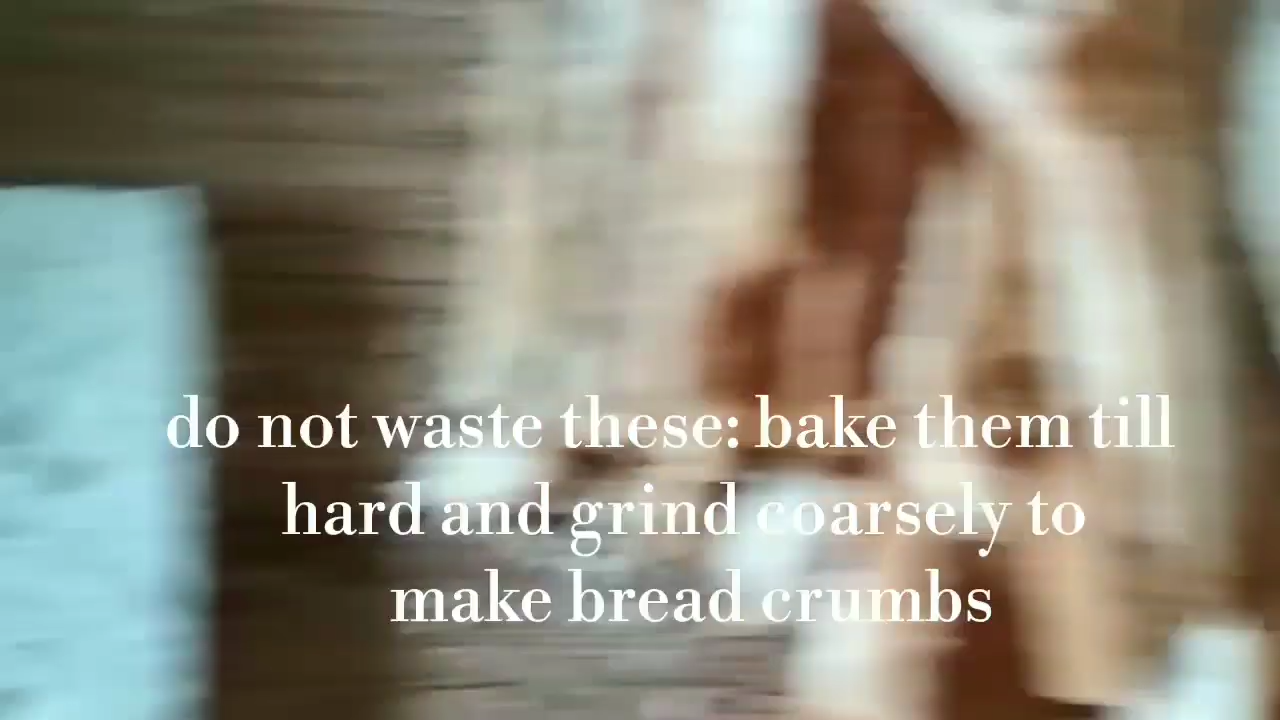 do not waste these: bake them till
hard and grind coarsely to
make bread crumbs